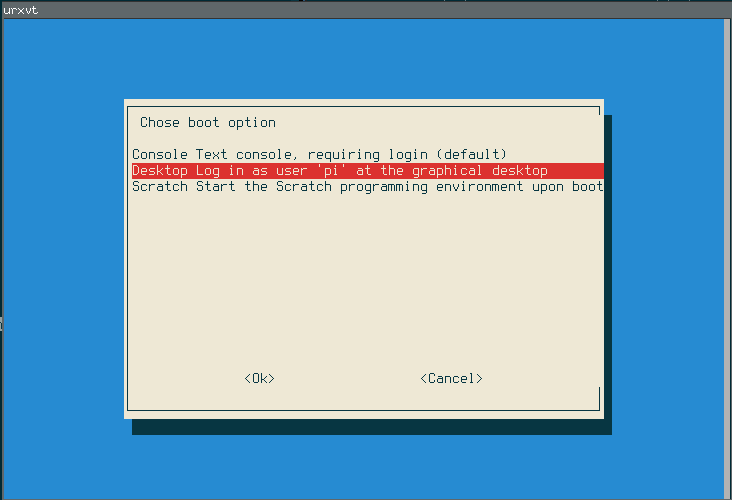 urxvt
Chose boot option
Console Text console, requiring login (default)
Desktop Log in as user 'pi' at the graphical desktop
Scratch Start the Scratch programming environment upon boot
<Ok> <Cancel>